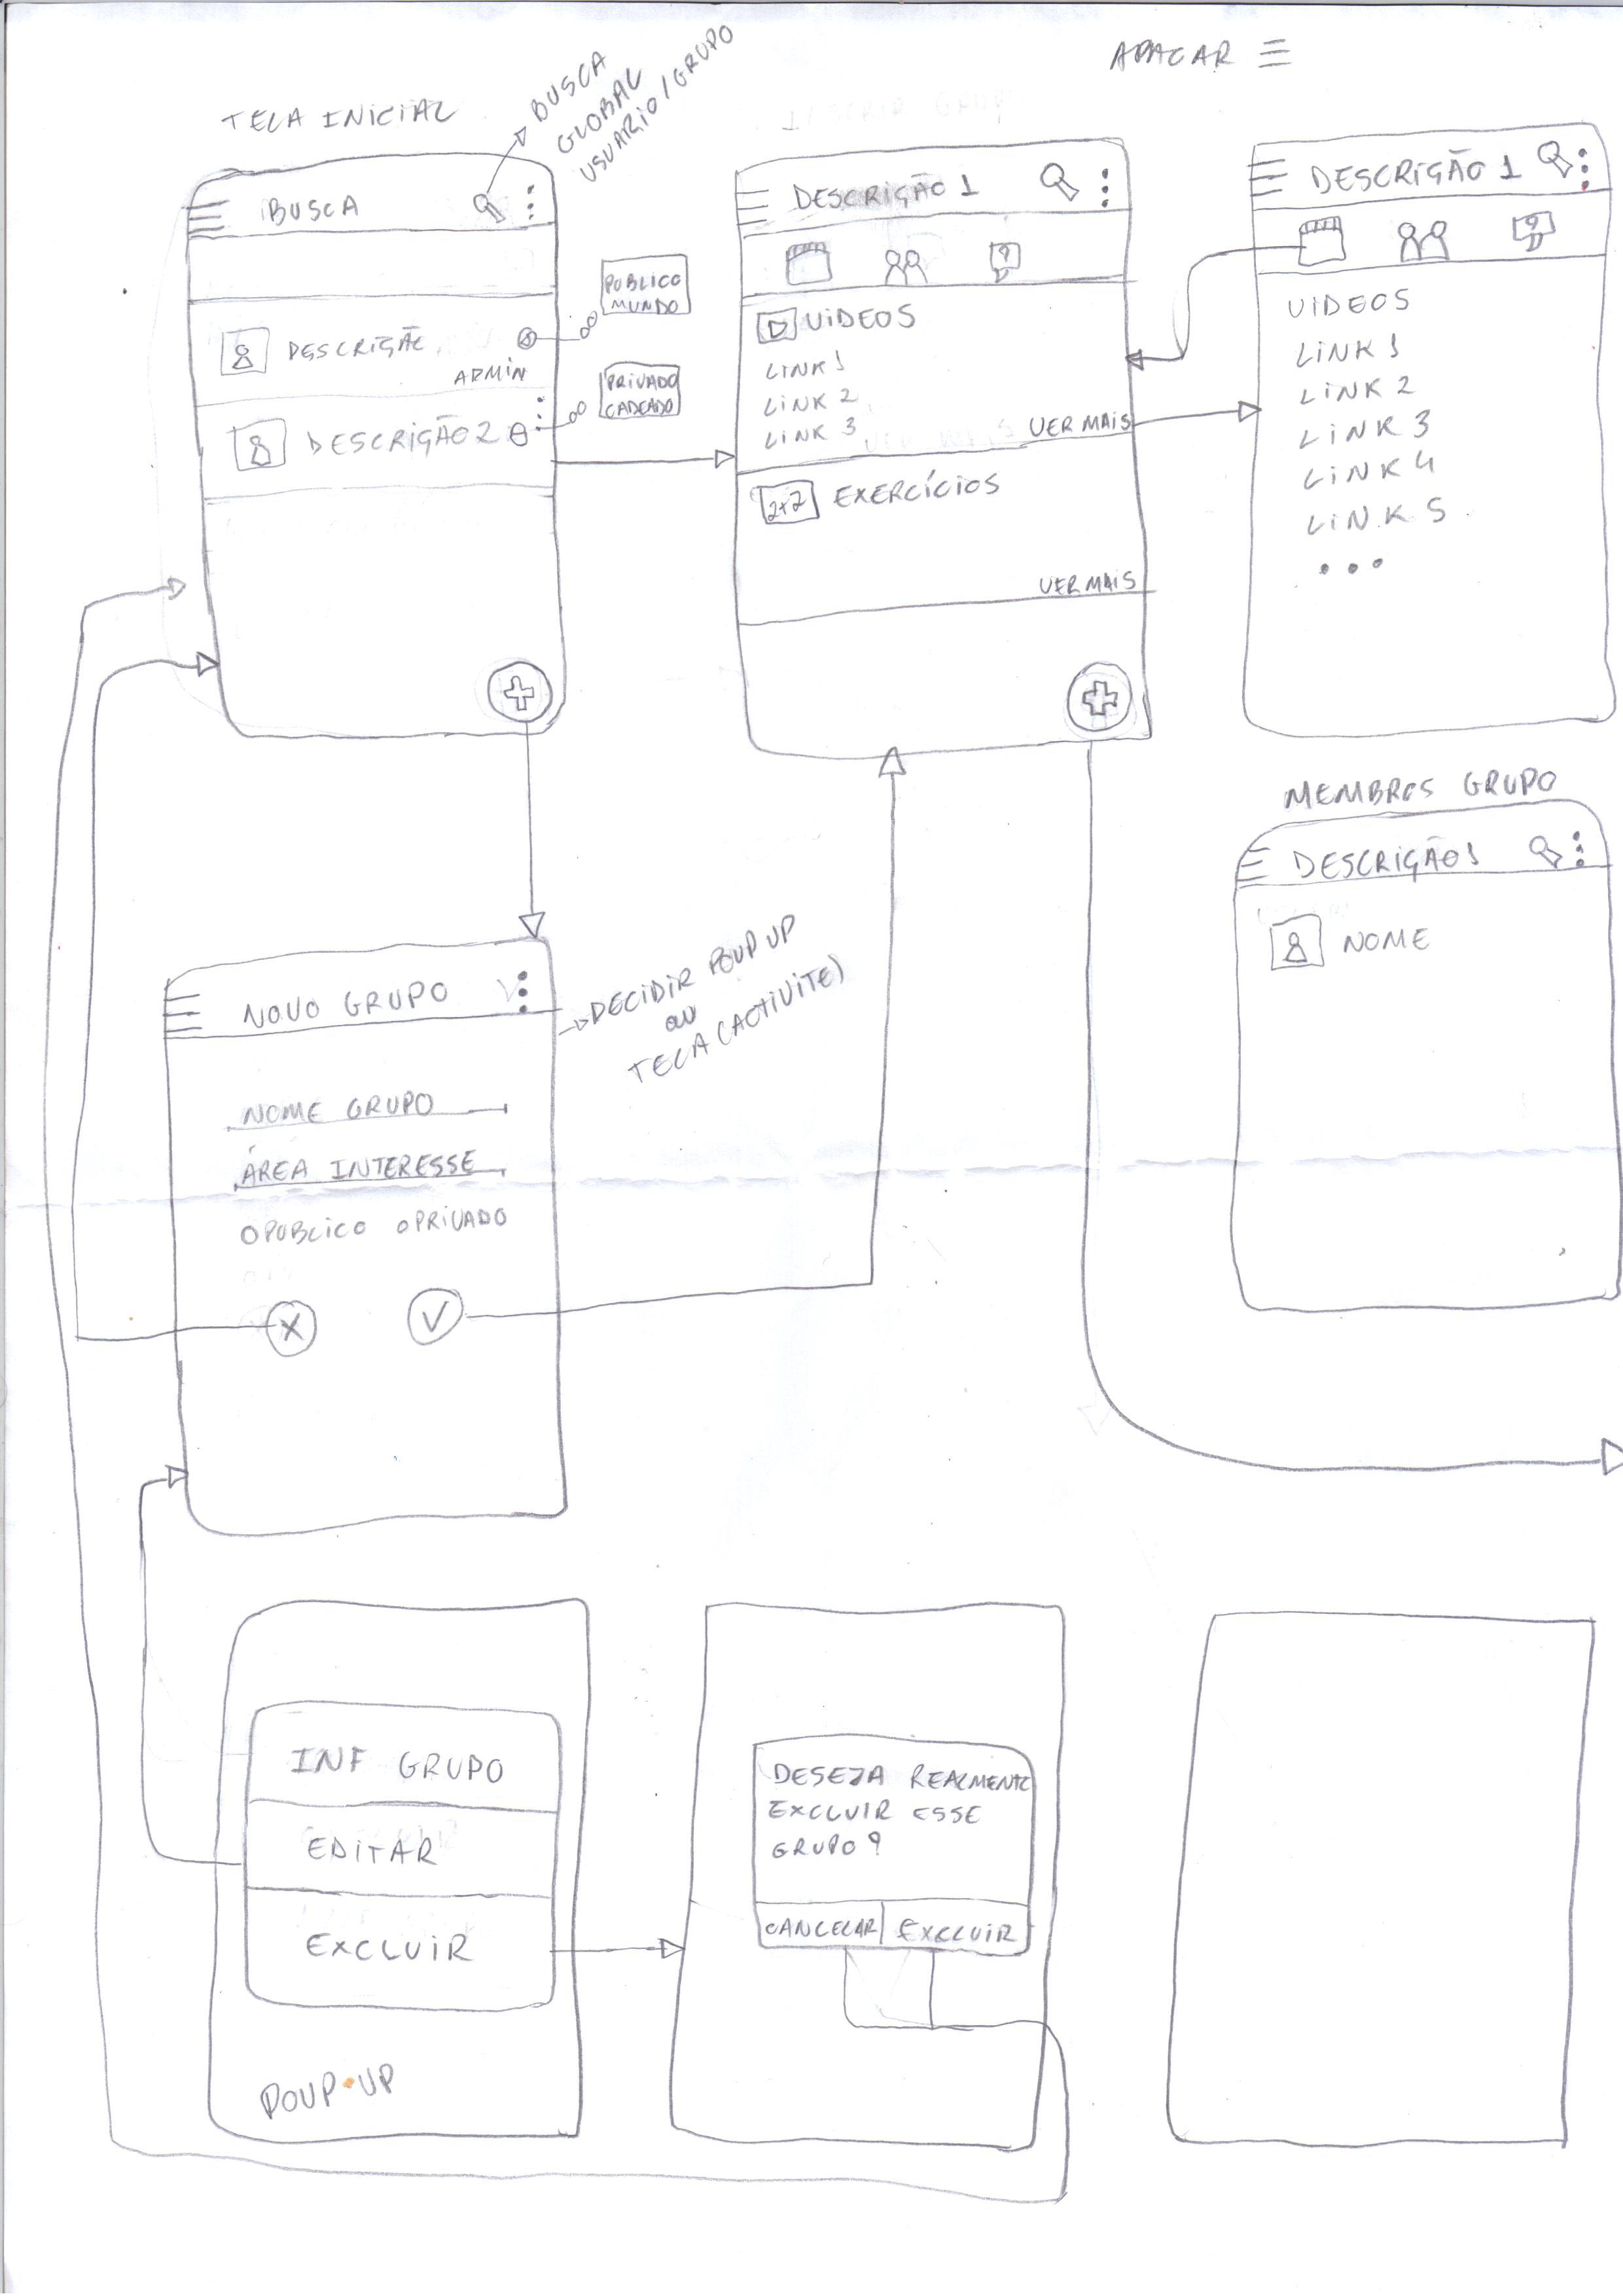 APAGAR
TELA INICIAL
BUSCA
GLOBAL
USUARIO/GRUPO
BUSCA
DESCRIÇÃO
ADMIN
DESCRIÇÃO 2
PUBLICO
MUNDO
PRIVADO
CADEADO
DESCRIÇÃO 1
VIDEOS
LINK 1
LINK 2
LINK 3
VER MAIS
2+2 EXERCÍCIOS
VER MAIS
DESCRIÇÃO 1
VIDEOS
LINK 1
LINK 2
LINK 3
LINK 4
LINK 5
...
MEMBROS GRUPO
DESCRIÇÃO 1
NOME
NOVO GRUPO
DECIDIR POUP UP
OU
TELA (ACTIVITE)
NOME GRUPO
ÁREA INTERESSE
O PUBLICO O PRIVADO
X V
INF GRUPO
EDITAR
EXCLUIR
POUP-UP
DESEJA REALMENTE
EXCLUIR ESSE
GRUPO?
CANCELAR EXCLUIR